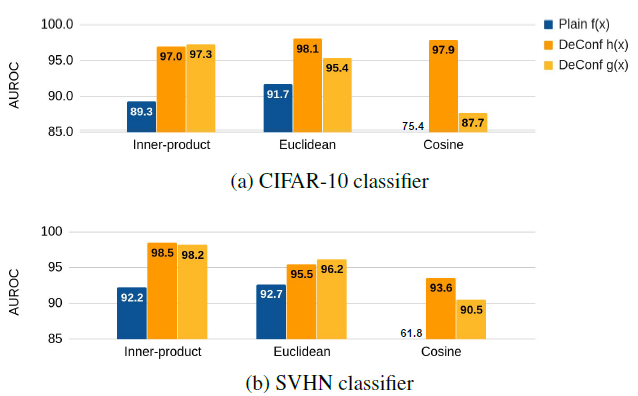 100.0
95.0
90.0
85.0
AUROC
89.3
97.0
97.3
91.7
98.1
95.4
75.4
97.9
87.7
Inner-product
Euclidean
Cosine
Plain f(x)
DeConf h(x)
DeConf g(x)
(a) CIFAR-10 classifier
100
95
90
85
AUROC
92.2
98.5
98.2
92.7
95.5
96.2
61.8
93.6
90.5
Inner-product
Euclidean
Cosine
(b) SVHN classifier